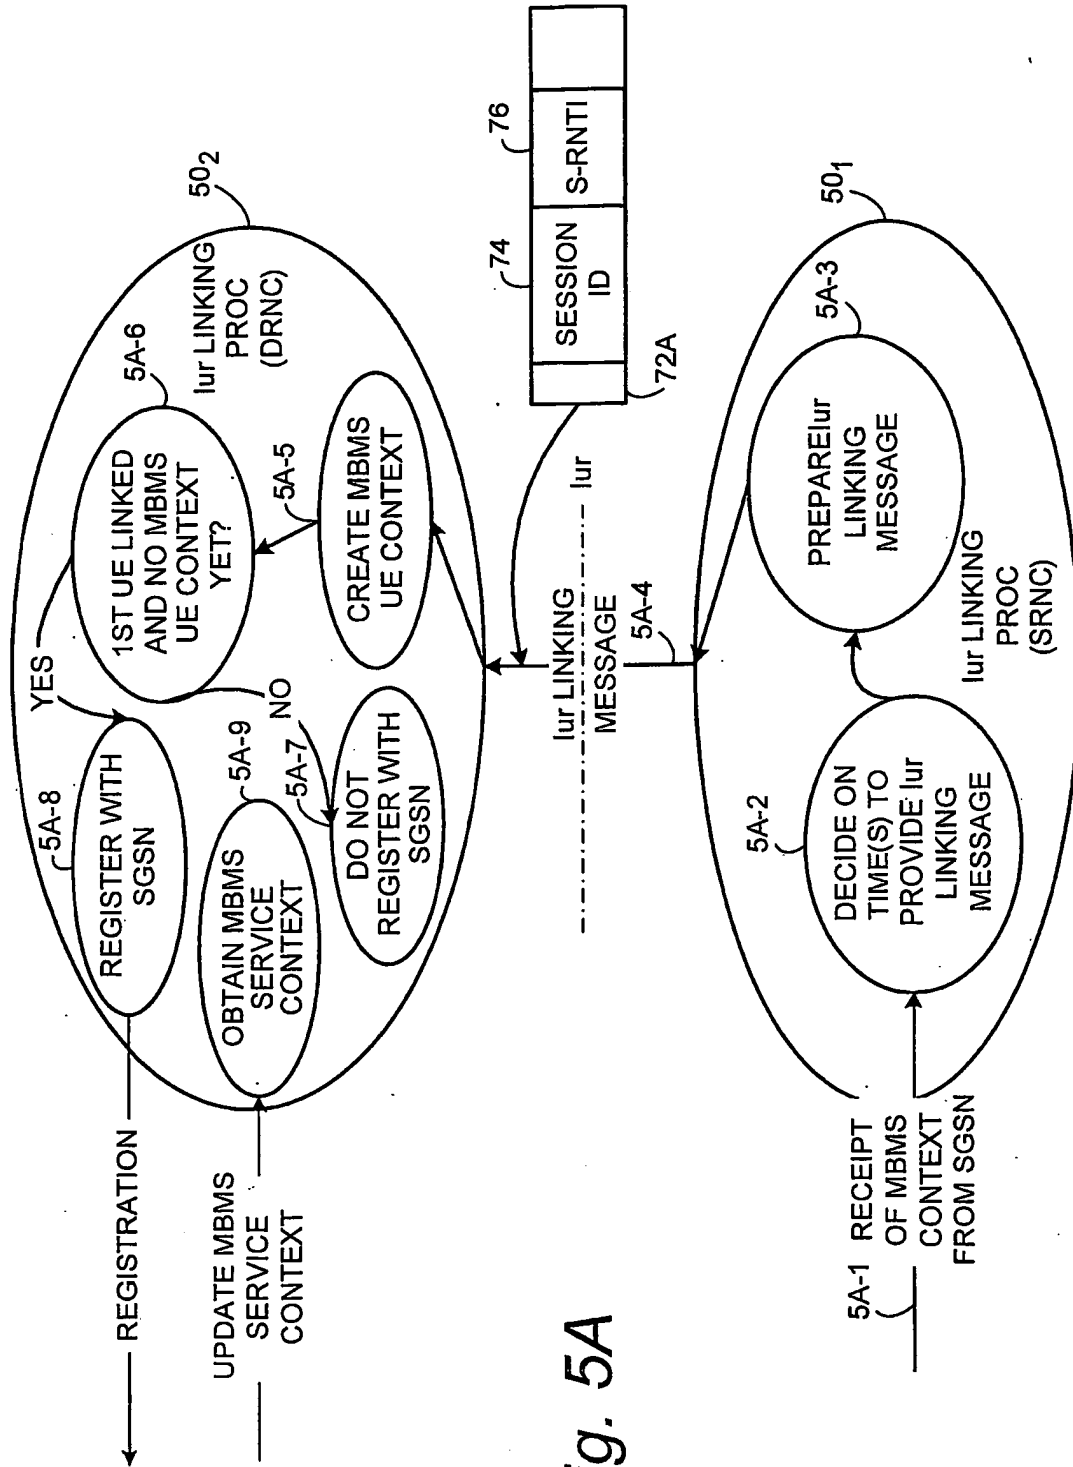 REGISTRATION
UPDATE MBMS
SERVICE
CONTEXT
5A-8
REGISTER WITH
SGSN
YES
5A-9
OBTAIN MBMS
SERVICE
CONTEXT
NO
5A-7
DO NOT
REGISTER WITH
SGSN
5A-6
1ST UE LINKED
AND NO MBMS
UE CONTEXT
YET?
5A-5
CREATE MBMS
UE CONTEXT
50₂
Iur LINKING
PROC
(DRNC)
Iur LINKING
MESSAGE
5A-4
Iur
72A
74
SESSION
ID
76
S-RNTI
5A-1
RECEIPT
OF MBMS
CONTEXT
FROM SGSN
5A-2
DECIDE ON
TIME(S) TO
PROVIDE Iur
LINKING
MESSAGE
5A-3
PREPAREIur
LINKING
MESSAGE
Iur LINKING
PROC
(SRNC)
50₁
ig. 5A